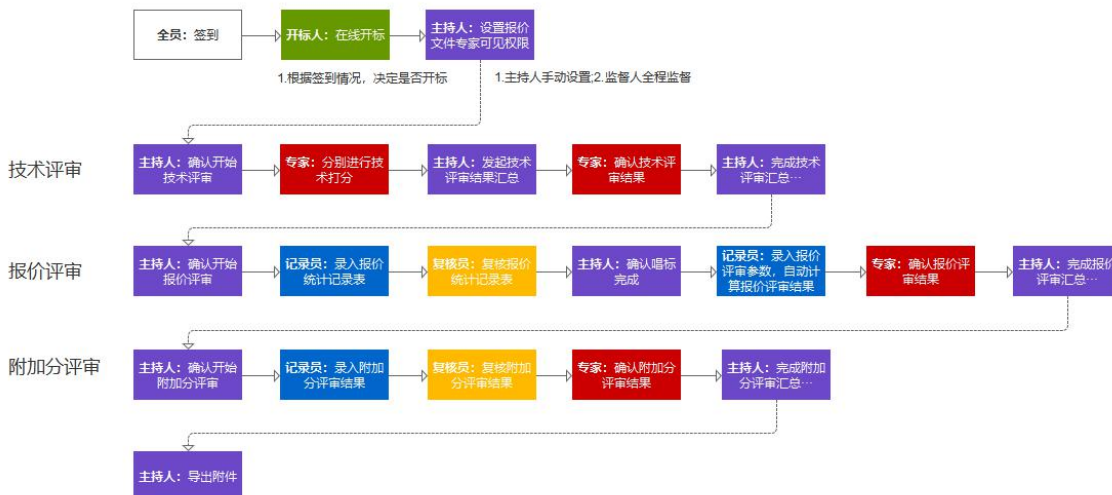 全员：签到
开标人：在线开标
主持人：设置报价
文件专家可见权限
1.根据签到情况，决定是否开标
1.主持人手动设置;2.监督人全程监督
技术评审
主持人：确认开始
技术评审
专家：分别进行技
术打分
主持人：发起技术
评审结果汇总
专家：确认技术评
审结果
主持人：完成技术
评审汇总…
报价评审
主持人：确认开始
报价评审
记录员：录入报价
统计记录表
复核员：复核报价
统计记录表
主持人：确认唱标
完成
记录员：录入报价
评审参数，自动计
算报价评审结果
专家：确认报价评
审结果
主持人：完成报价
评审汇总…
附加分评审
主持人：确认开始
附加分评审
记录员：录入附加
分评审结果
复核员：复核附加
分评审结果
专家：确认附加分
评审结果
主持人：完成附加
分评审汇总…
主持人：导出附件